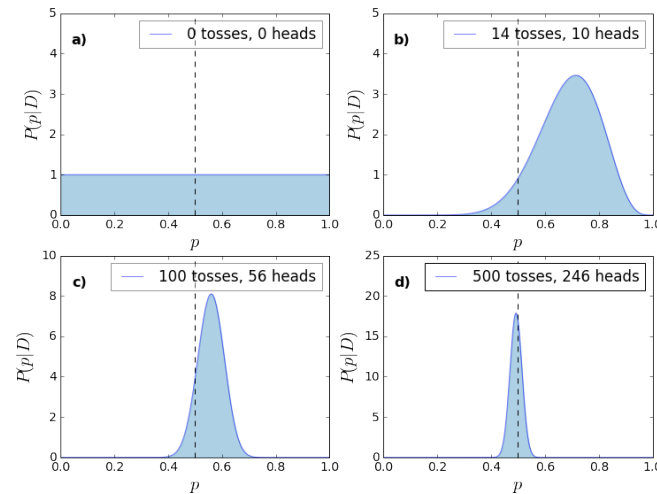 a)
0 tosses, 0 heads
5
4
3
2
1
0
P(p|D)
0.0 0.2 0.4 0.6 0.8 1.0
p
b)
14 tosses, 10 heads
5
4
3
2
1
0
P(p|D)
0.0 0.2 0.4 0.6 0.8 1.0
p
c)
100 tosses, 56 heads
10
8
6
4
2
0
P(p|D)
0.0 0.2 0.4 0.6 0.8 1.0
p
d)
500 tosses, 246 heads
25
20
15
10
5
0
P(p|D)
0.0 0.2 0.4 0.6 0.8 1.0
p